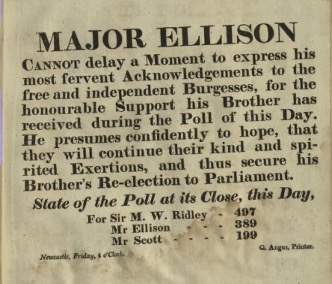 MAJOR ELLISON
CANNOT delay a Moment to express his
most fervent Acknowledgements to the
free and independent Burgesses, for the
honourable Support his Brother has
received during the Poll of this Day.
He presumes confidently to hope, that
they will continue their kind and spi-
rited Exertions, and thus secure his
Brother's Re-election to Parliament.
State of the Poll at its Close, this Day,
For Sir M. W. Ridley - 497
Mr Ellison - - 389
Mr Scott - - - - 199
Newcastle, Friday, 4 o'Clock. G. Angus, Printer.